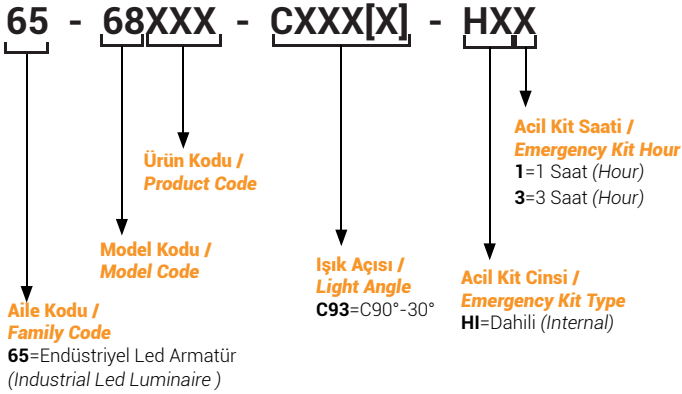 65 - 68XXX - CXXX[X] - HXX
Acil Kit Saati /
Emergency Kit Hour
1=1 Saat (Hour)
3=3 Saat (Hour)
Ürün Kodu /
Product Code
Model Kodu /
Model Code
Işık Açısı /
Light Angle
C93=C90°-30°
Acil Kit Cinsi /
Emergency Kit Type
HI=Dahili (Internal)
Aile Kodu /
Family Code
65=Endüstriyel Led Armatür
(Industrial Led Luminaire )